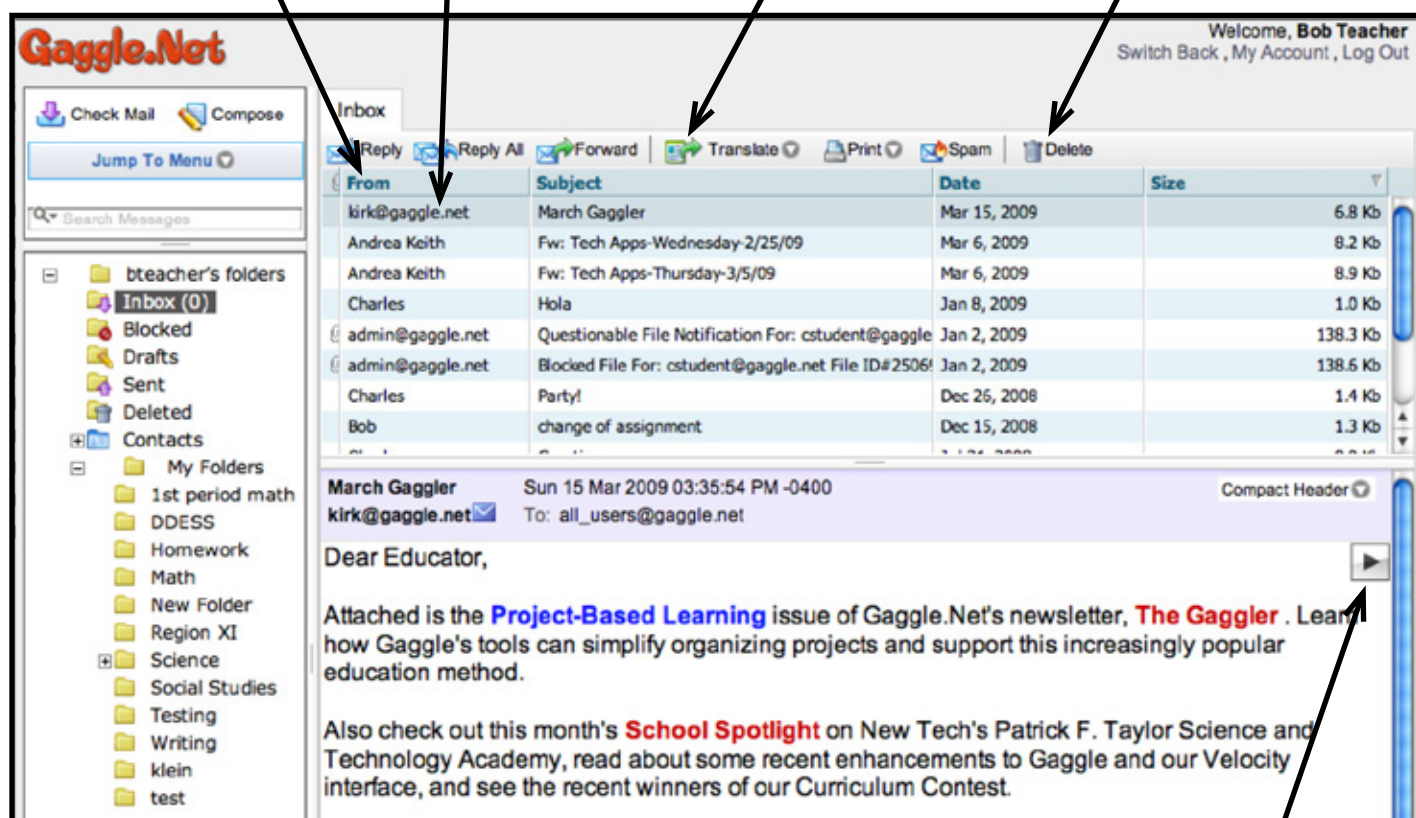 Gaggle.Net
Welcome, Bob Teacher
Switch Back , My Account , Log Out
Check Mail Compose
Jump To Menu
Search Messages
bteacher's folders
Inbox (0)
Blocked
Drafts
Sent
Deleted
Contacts
My Folders
1st period math
DDESS
Homework
Math
New Folder
Region XI
Science
Social Studies
Testing
Writing
klein
test
Inbox
Reply Reply All Forward Translate Print Spam Delete
From Subject Date Size
kirk@gaggle.net March Gaggler Mar 15, 2009 6.8 Kb
Andrea Keith Fw: Tech Apps-Wednesday-2/25/09 Mar 6, 2009 8.2 Kb
Andrea Keith Fw: Tech Apps-Thursday-3/5/09 Mar 6, 2009 8.9 Kb
Charles Hola Jan 8, 2009 1.0 Kb
admin@gaggle.net Questionable File Notification For: cstudent@gaggle Jan 2, 2009 138.3 Kb
admin@gaggle.net Blocked File For: cstudent@gaggle.net File ID#2506 Jan 2, 2009 138.6 Kb
Charles Party! Dec 26, 2008 1.4 Kb
Bob change of assignment Dec 15, 2008 1.3 Kb
March Gaggler Sun 15 Mar 2009 03:35:54 PM -0400 Compact Header
kirk@gaggle.net To: all_users@gaggle.net
Dear Educator,
Attached is the Project-Based Learning issue of Gaggle.Net's newsletter, The Gaggler . Learn
how Gaggle's tools can simplify organizing projects and support this increasingly popular
education method.
Also check out this month's School Spotlight on New Tech's Patrick F. Taylor Science and
Technology Academy, read about some recent enhancements to Gaggle and our Velocity
interface, and see the recent winners of our Curriculum Contest.